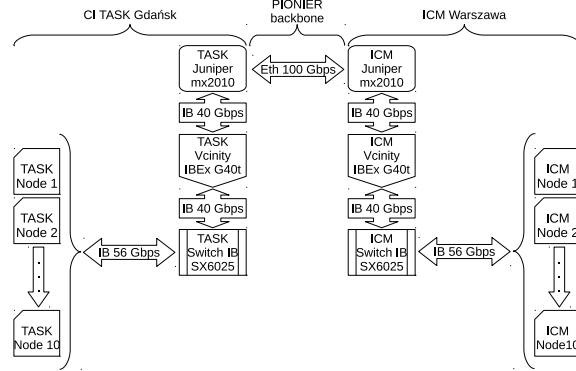 CI TASK Gdańsk
PIONIER
backbone
ICM Warszawa
TASK
Juniper
mx2010
Eth 100 Gbps
ICM
Juniper
mx2010
IB 40 Gbps
IB 40 Gbps
TASK
Vcinity
IBEx G40t
ICM
Vcinity
IBEx G40t
IB 40 Gbps
IB 40 Gbps
TASK
Switch IB
SX6025
ICM
Switch IB
SX6025
TASK
Node 1
TASK
Node 2
TASK
Node 10
IB 56 Gbps
IB 56 Gbps
ICM
Node 1
ICM
Node 2
ICM
Node10